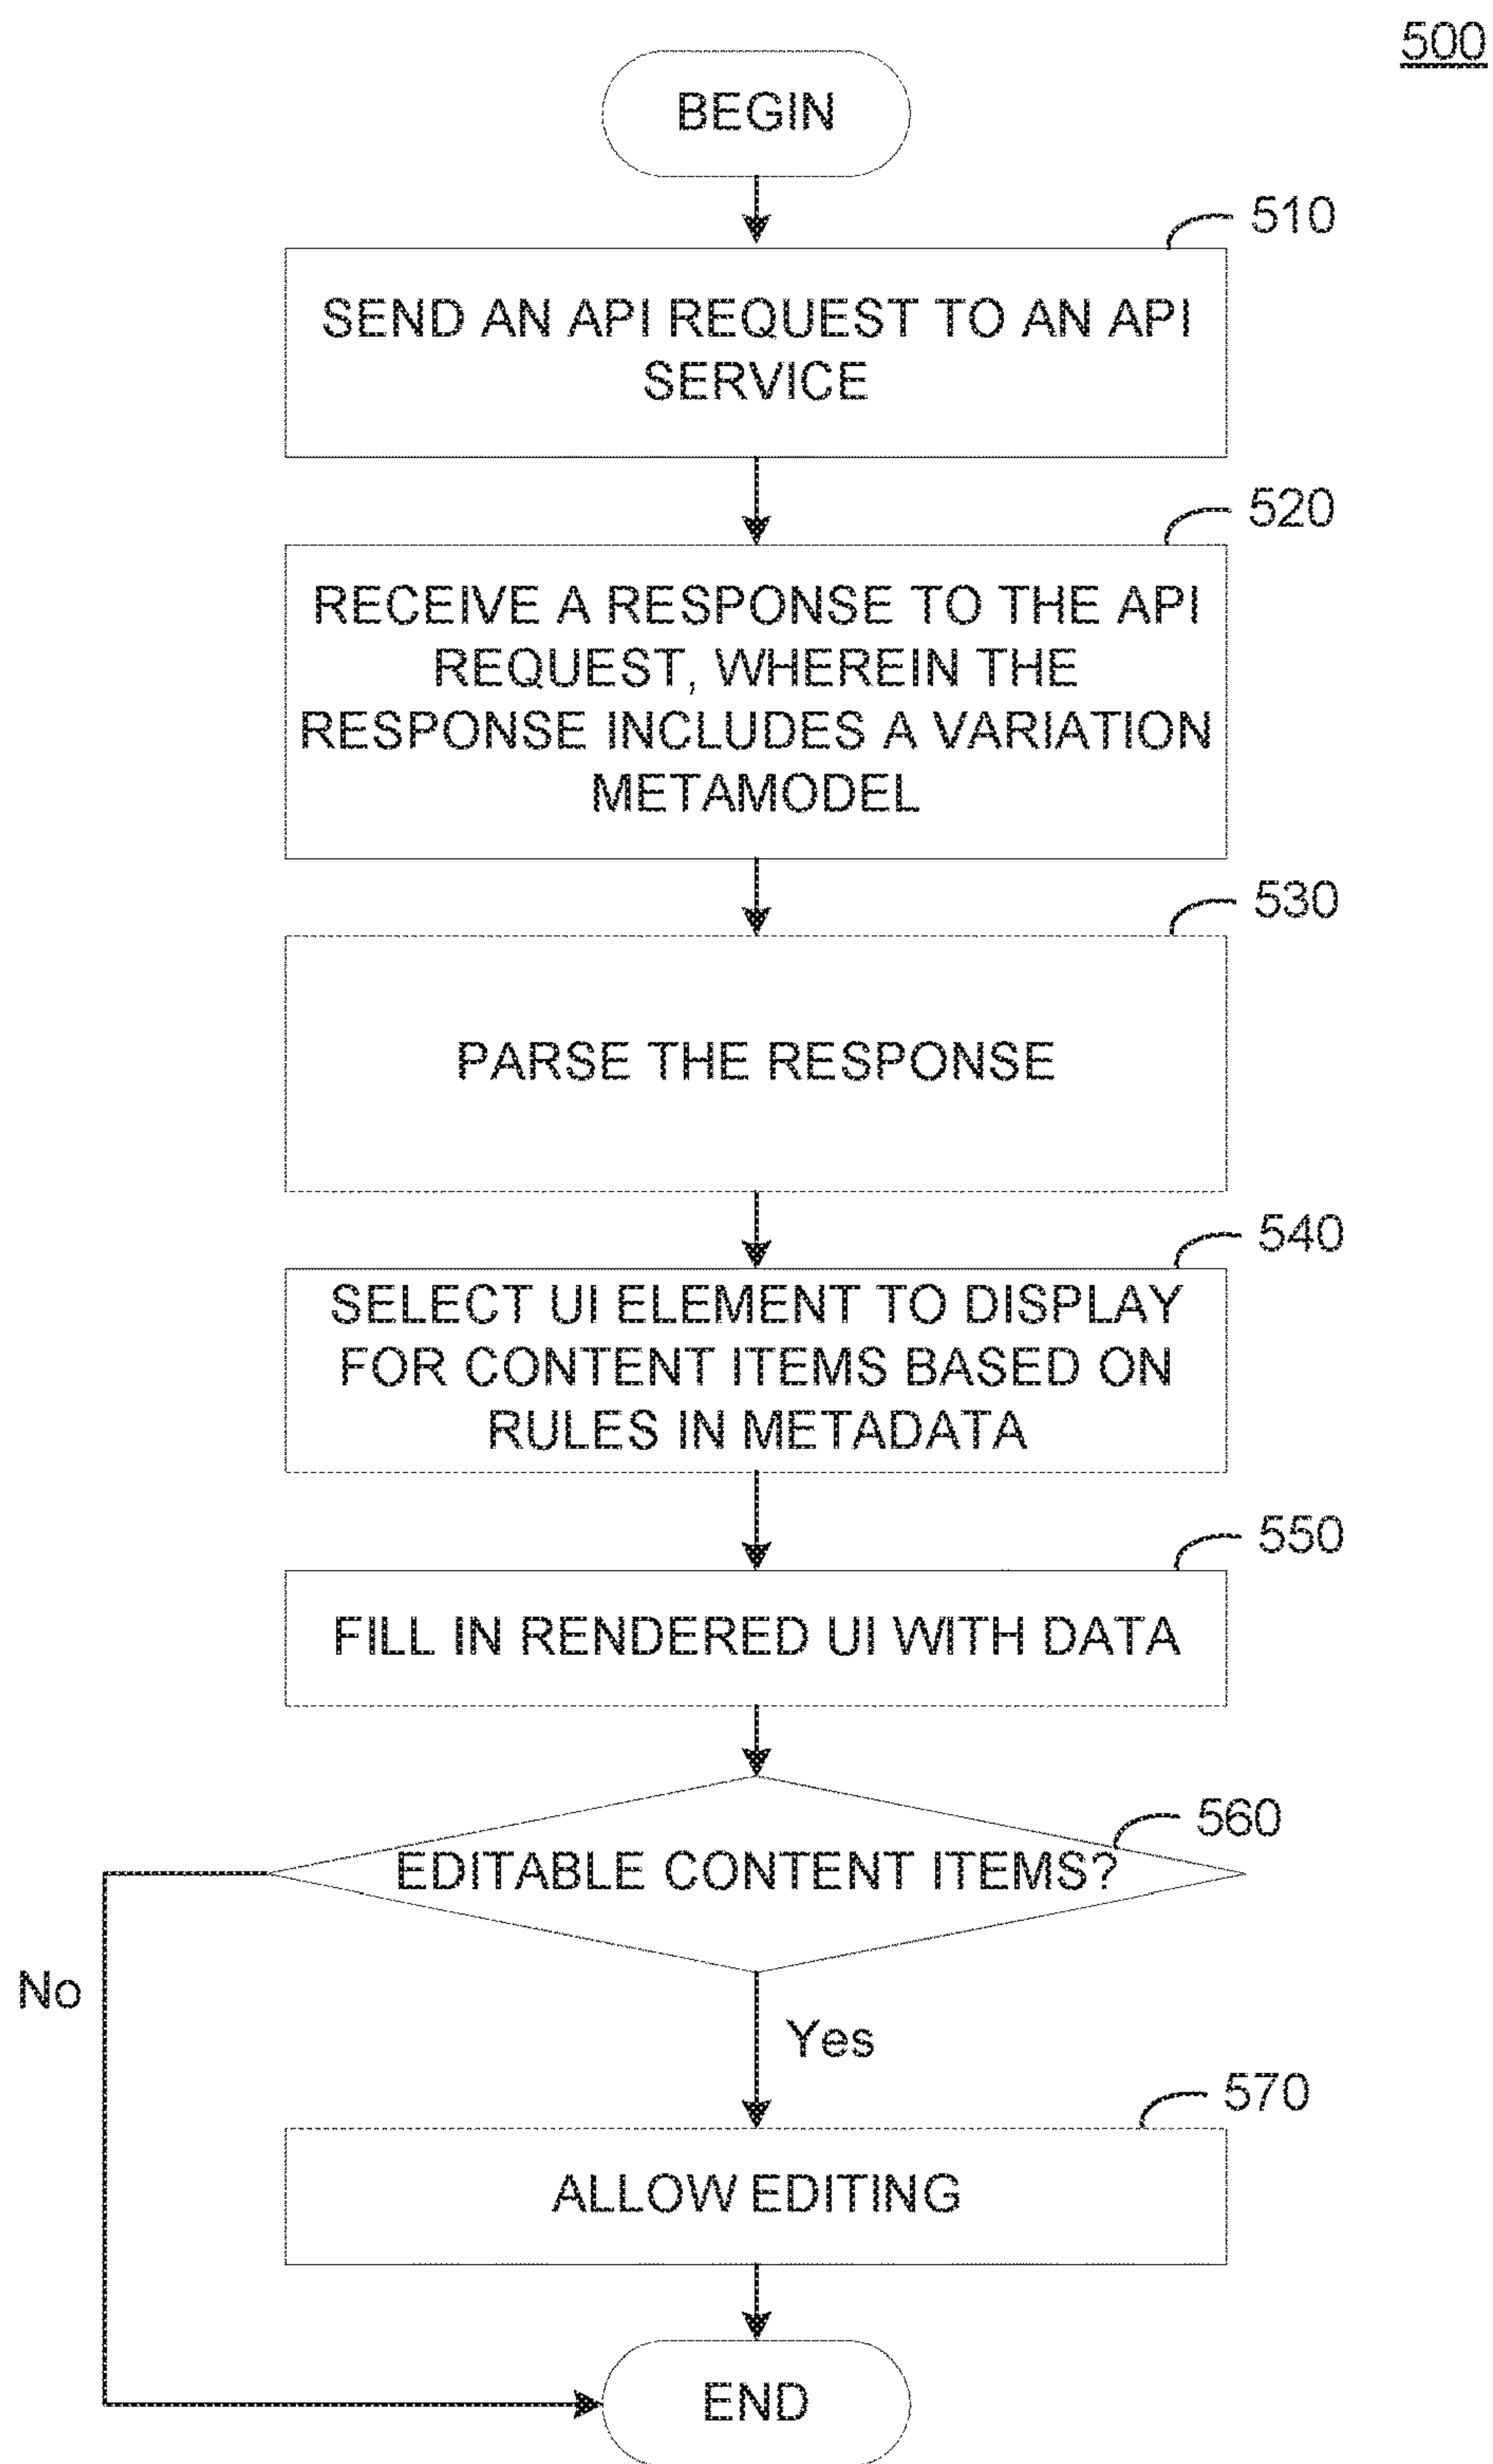 500
BEGIN
510
SEND AN API REQUEST TO AN API
SERVICE
520
RECEIVE A RESPONSE TO THE API
REQUEST, WHEREIN THE
RESPONSE INCLUDES A VARIATION
METAMODEL
530
PARSE THE RESPONSE
540
SELECT UI ELEMENT TO DISPLAY
FOR CONTENT ITEMS BASED ON
RULES IN METADATA
550
FILL IN RENDERED UI WITH DATA
560
EDITABLE CONTENT ITEMS?
No
Yes
570
ALLOW EDITING
END